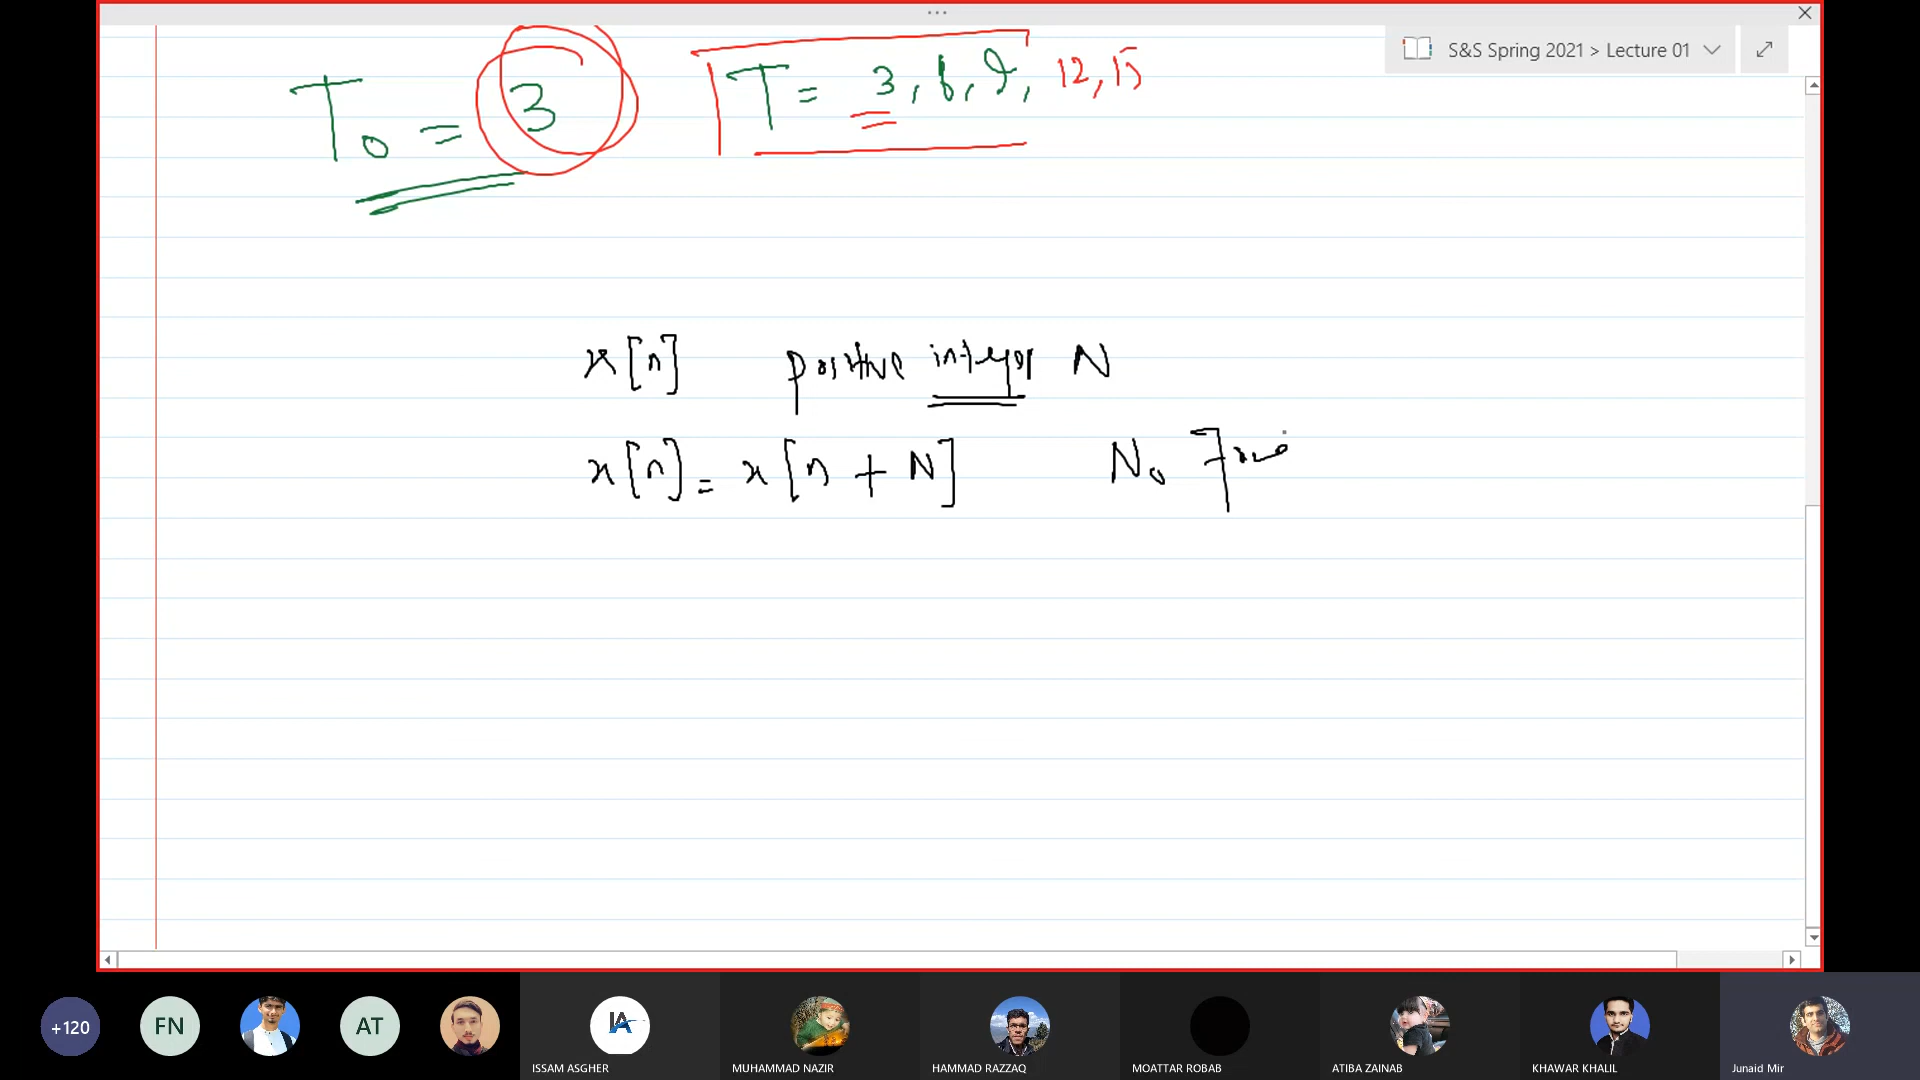 S&S Spring 2021 > Lecture 01
T₀ = 3 T = 3, 6, 9, 12, 15
x[n] positive integer N
x[n] = x[n + N] N₀
+120
FN
AT
IA
ISSAM ASGHER
MUHAMMAD NAZIR
HAMMAD RAZZAQ
MOATTAR ROBAB
ATIBA ZAINAB
KHAWAR KHALIL
Junaid Mir